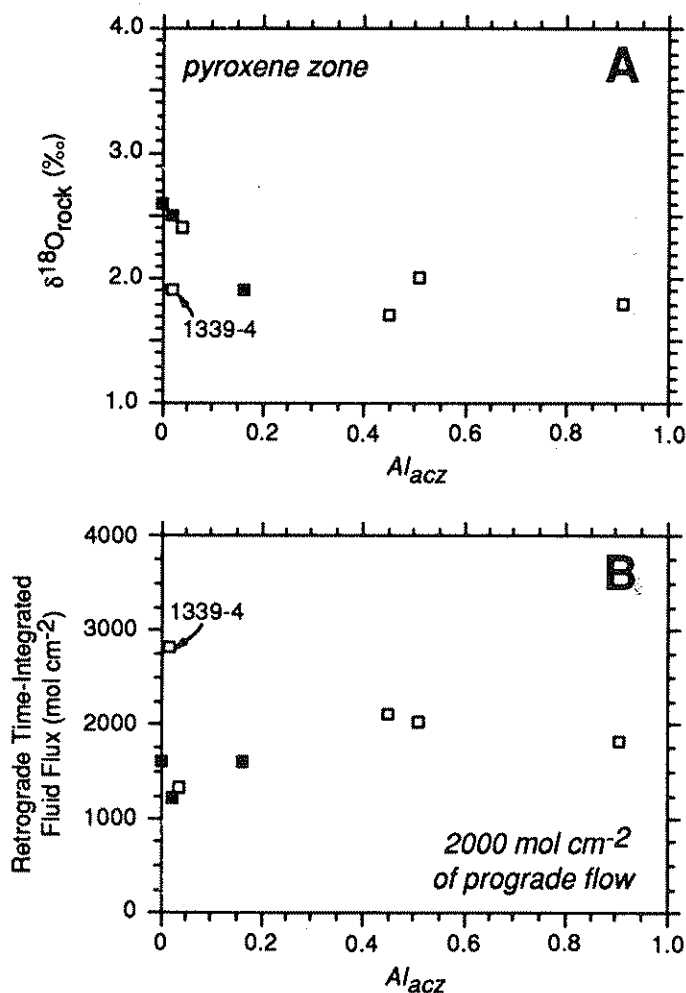 A
pyroxene zone
4.0
3.0
2.0
1.0
δ18Orock (‰)
1339-4
0 0.2 0.4 0.6 0.8 1.0
Alacz
B
4000
3000
2000
1000
0
Retrograde Time-Integrated
Fluid Flux (mol cm-2)
1339-4
2000 mol cm-2
of prograde flow
0 0.2 0.4 0.6 0.8 1.0
Alacz